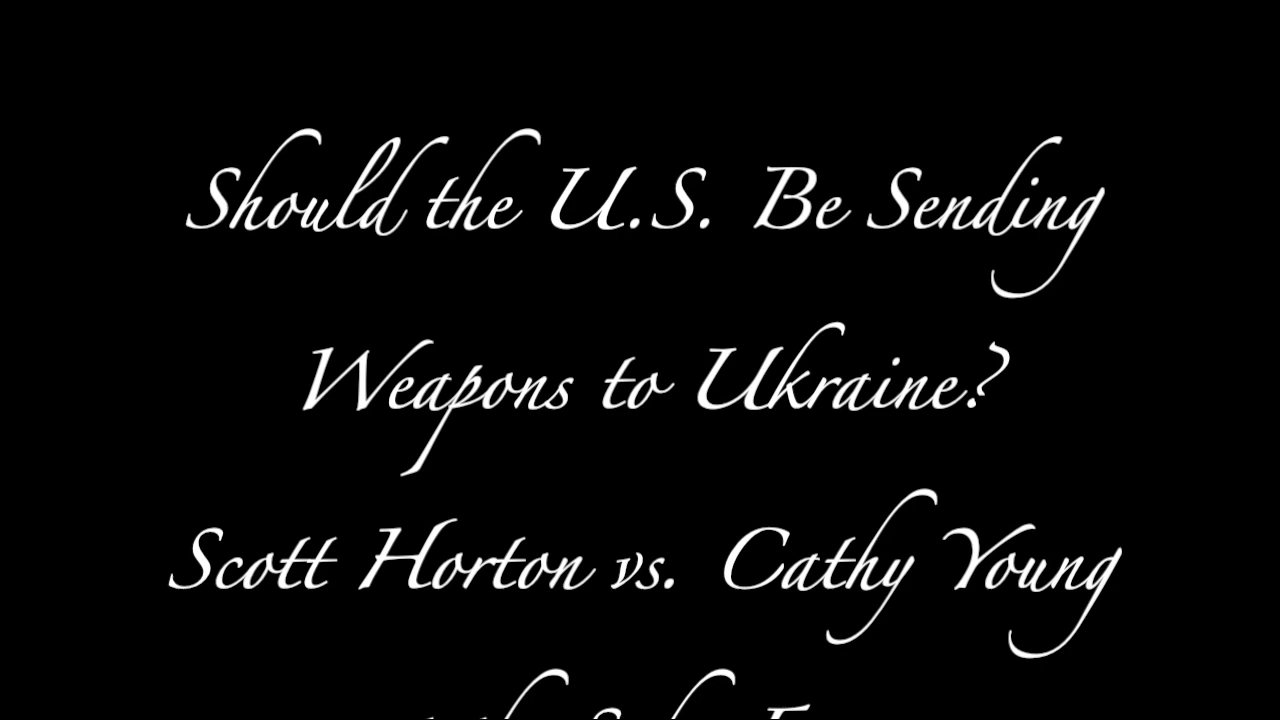 Should the U.S. Be Sending
Weapons to Ukraine?
Scott Horton vs. Cathy Young